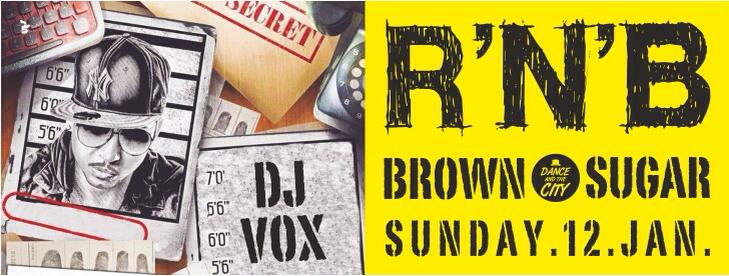 SECRET
6'6"
6'0"
5'6"
DJ
VOX
7'0'
6'6"
6'0"
5'6"
R'N'B
BROWN SUGAR
DANCE
AND THE
CITY
SUNDAY.12.JAN.